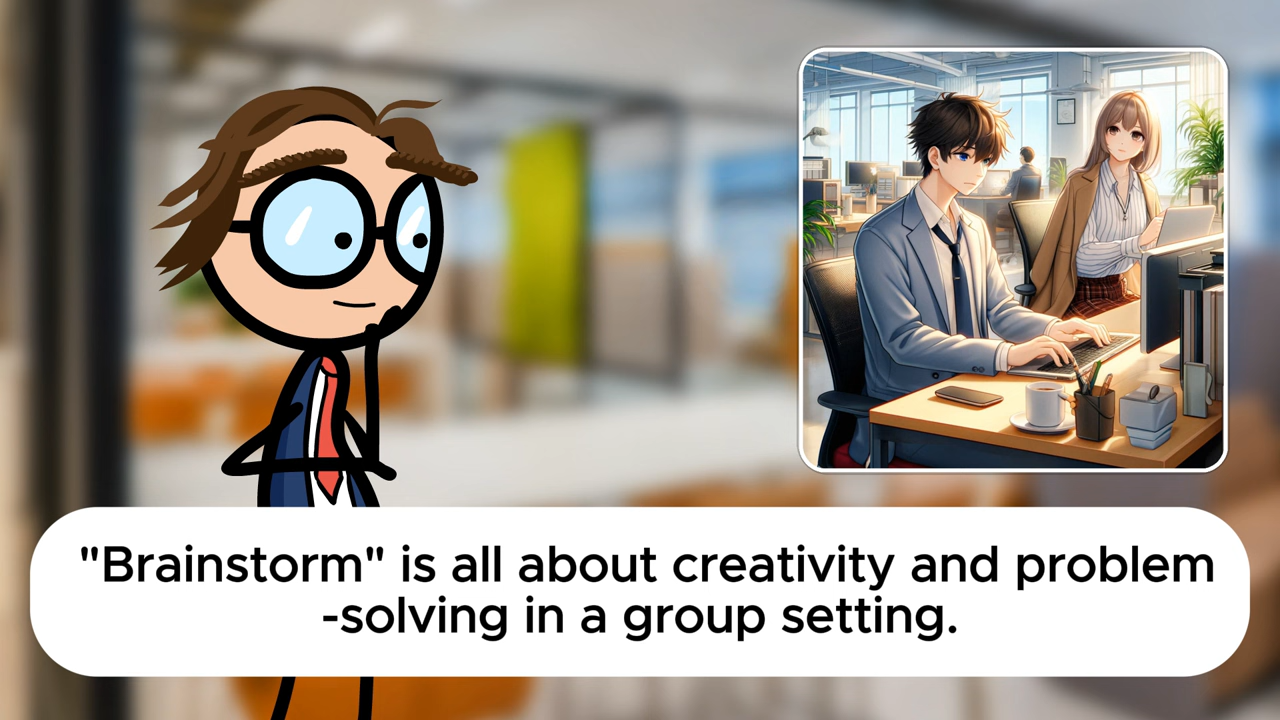 "Brainstorm" is all about creativity and problem
-solving in a group setting.